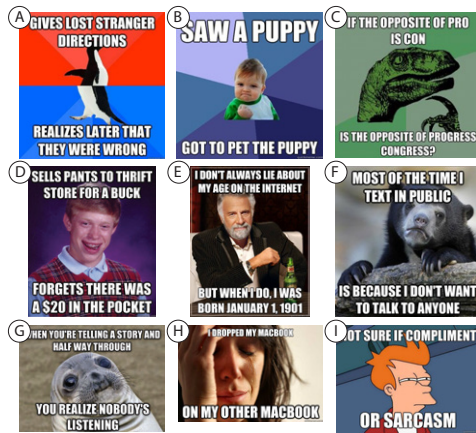 A
GIVES LOST STRANGER
DIRECTIONS
REALIZES LATER THAT
THEY WERE WRONG
B
SAW A PUPPY
GOT TO PET THE PUPPY
C
IF THE OPPOSITE OF PRO
IS CON
IS THE OPPOSITE OF PROGRESS
CONGRESS?
D
SELLS PANTS TO THRIFT
STORE FOR A BUCK
FORGETS THERE WAS
A $20 IN THE POCKET
E
I DON'T ALWAYS LIE ABOUT
MY AGE ON THE INTERNET
BUT WHEN I DO, I WAS
BORN JANUARY 1, 1901
F
MOST OF THE TIME I
TEXT IN PUBLIC
IS BECAUSE I DON'T WANT
TO TALK TO ANYONE
G
WHEN YOU'RE TELLING A STORY AND
HALF WAY THROUGH
YOU REALIZE NOBODY'S
LISTENING
H
I DROPPED MY MACBOOK
ON MY OTHER MACBOOK
I
NOT SURE IF COMPLIMENT
OR SARCASM